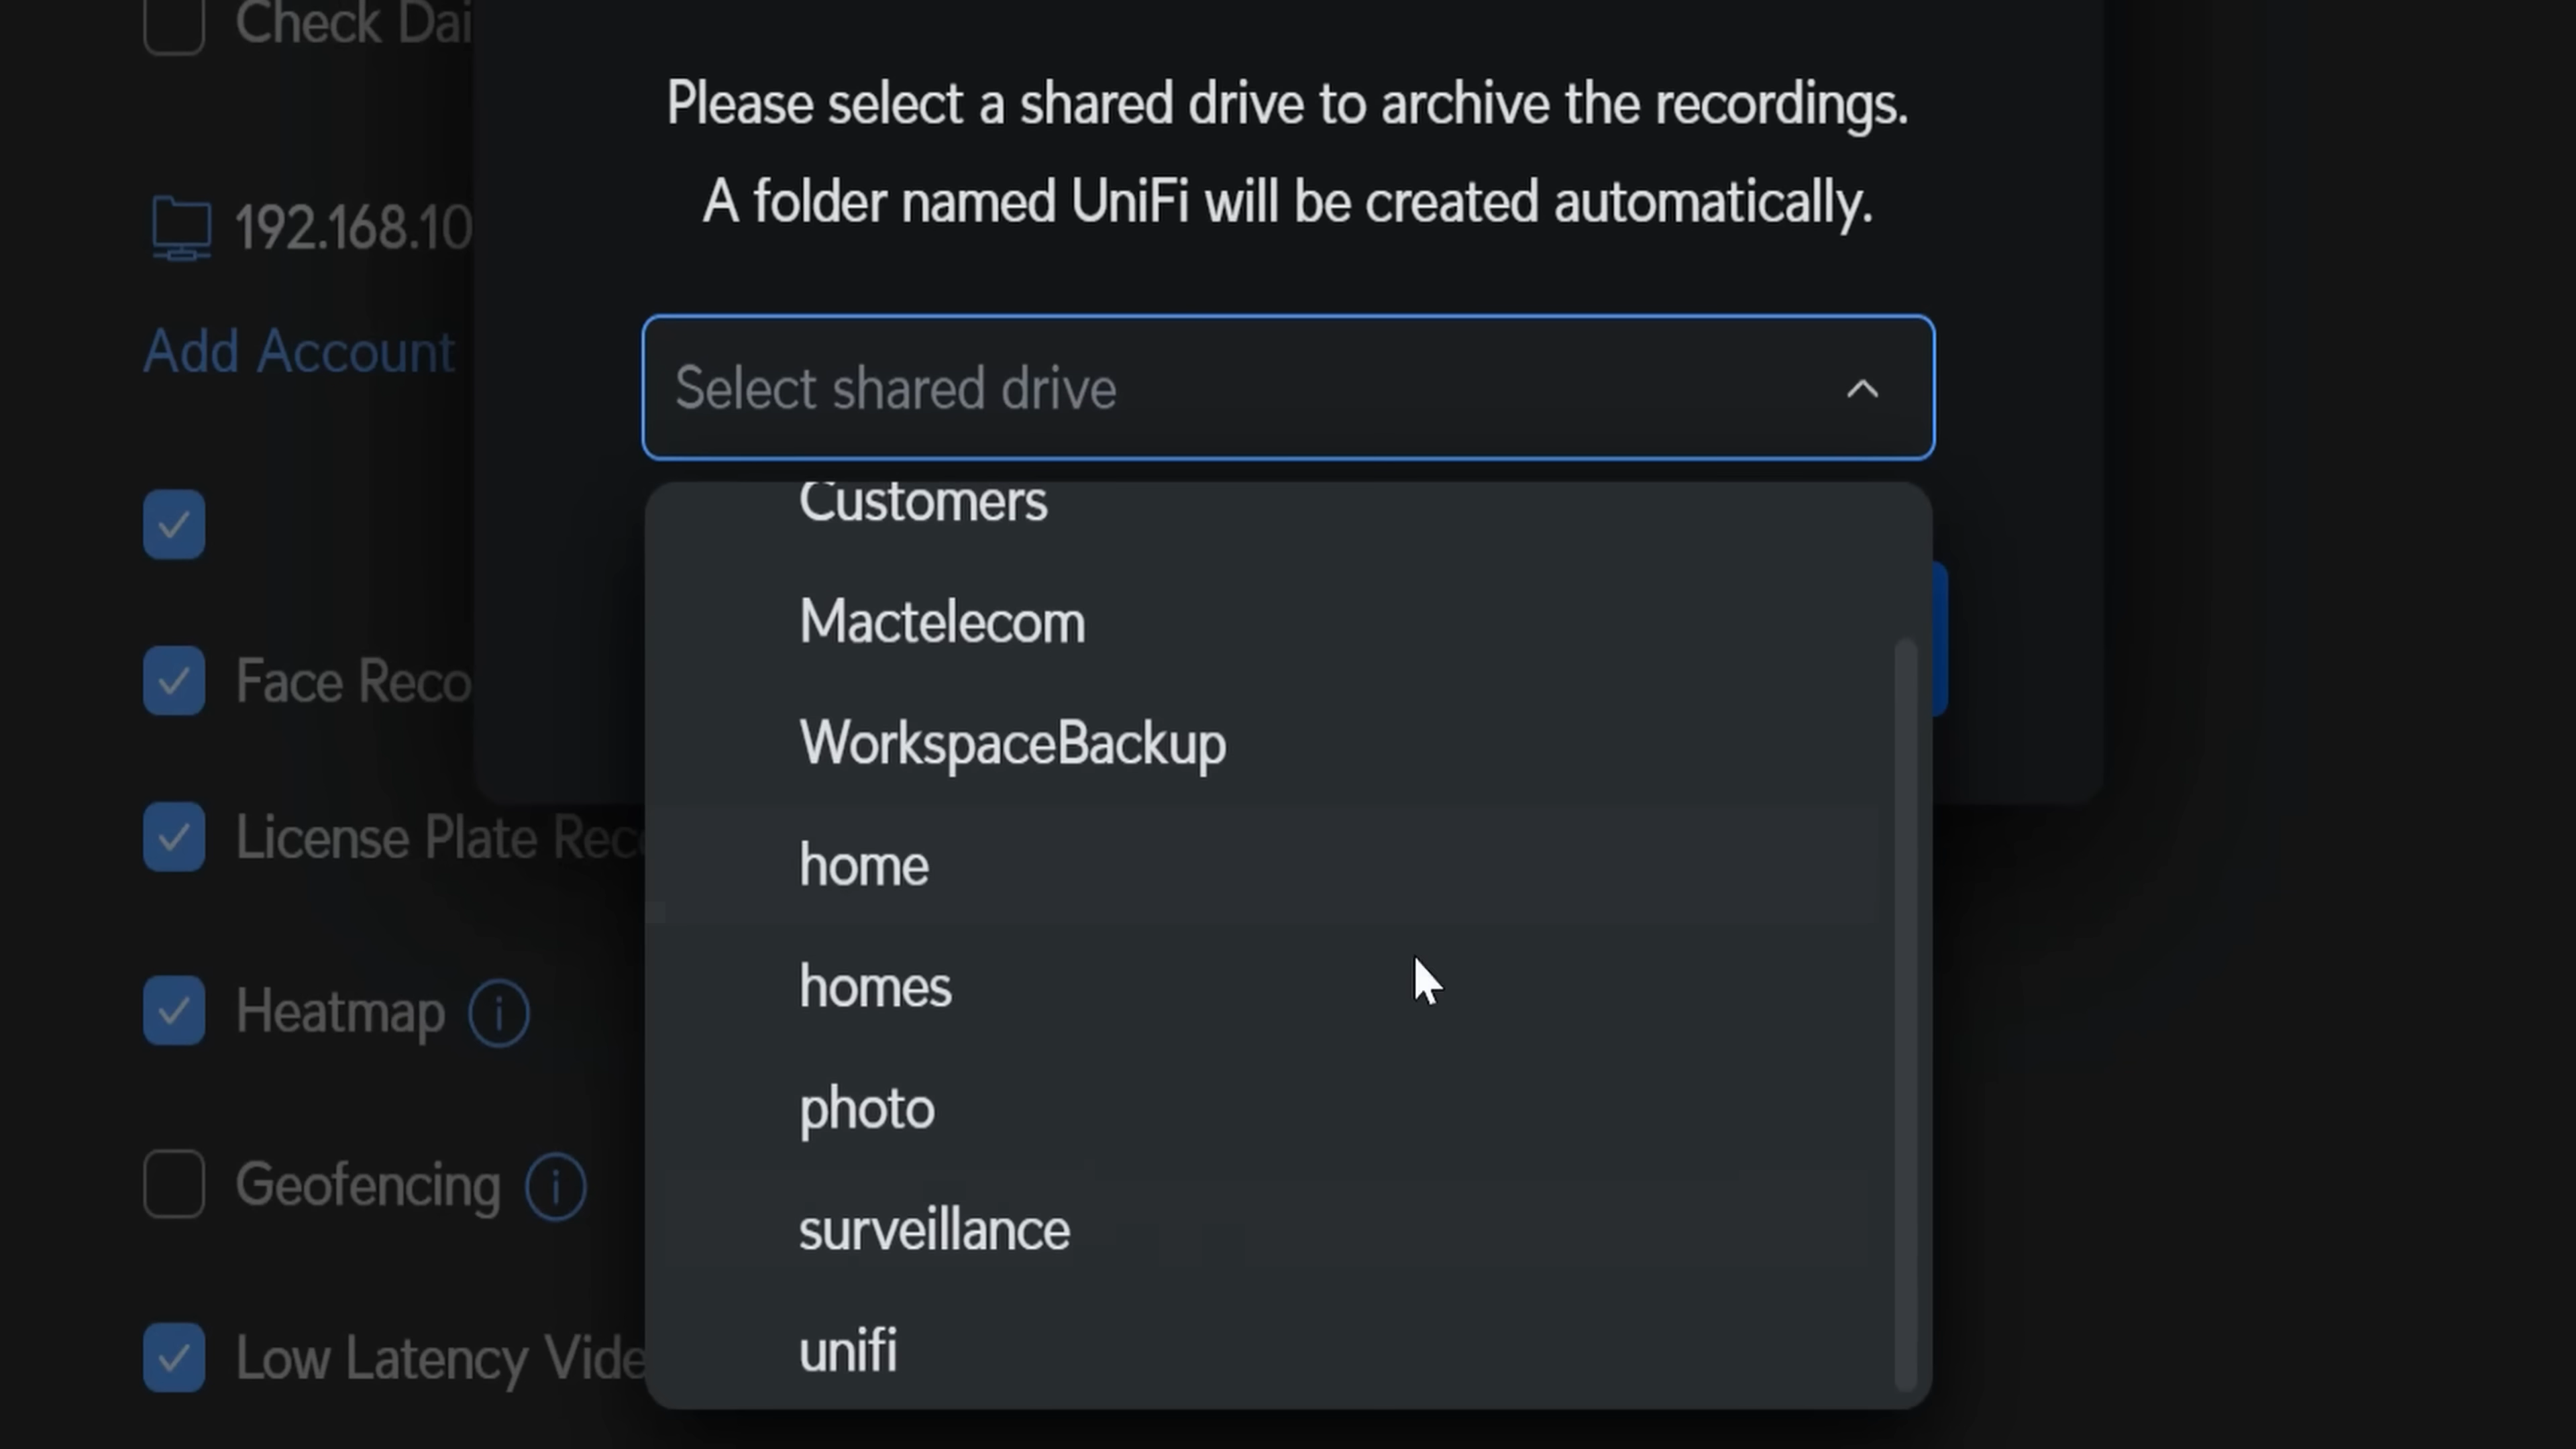 Check Dai
Please select a shared drive to archive the recordings.
A folder named UniFi will be created automatically.
192.168.10
Add Account
Select shared drive
Customers
Mactelecom
WorkspaceBackup
home
homes
photo
surveillance
unifi
Face Reco
License Plate Reco
Heatmap
Geofencing
Low Latency Vide